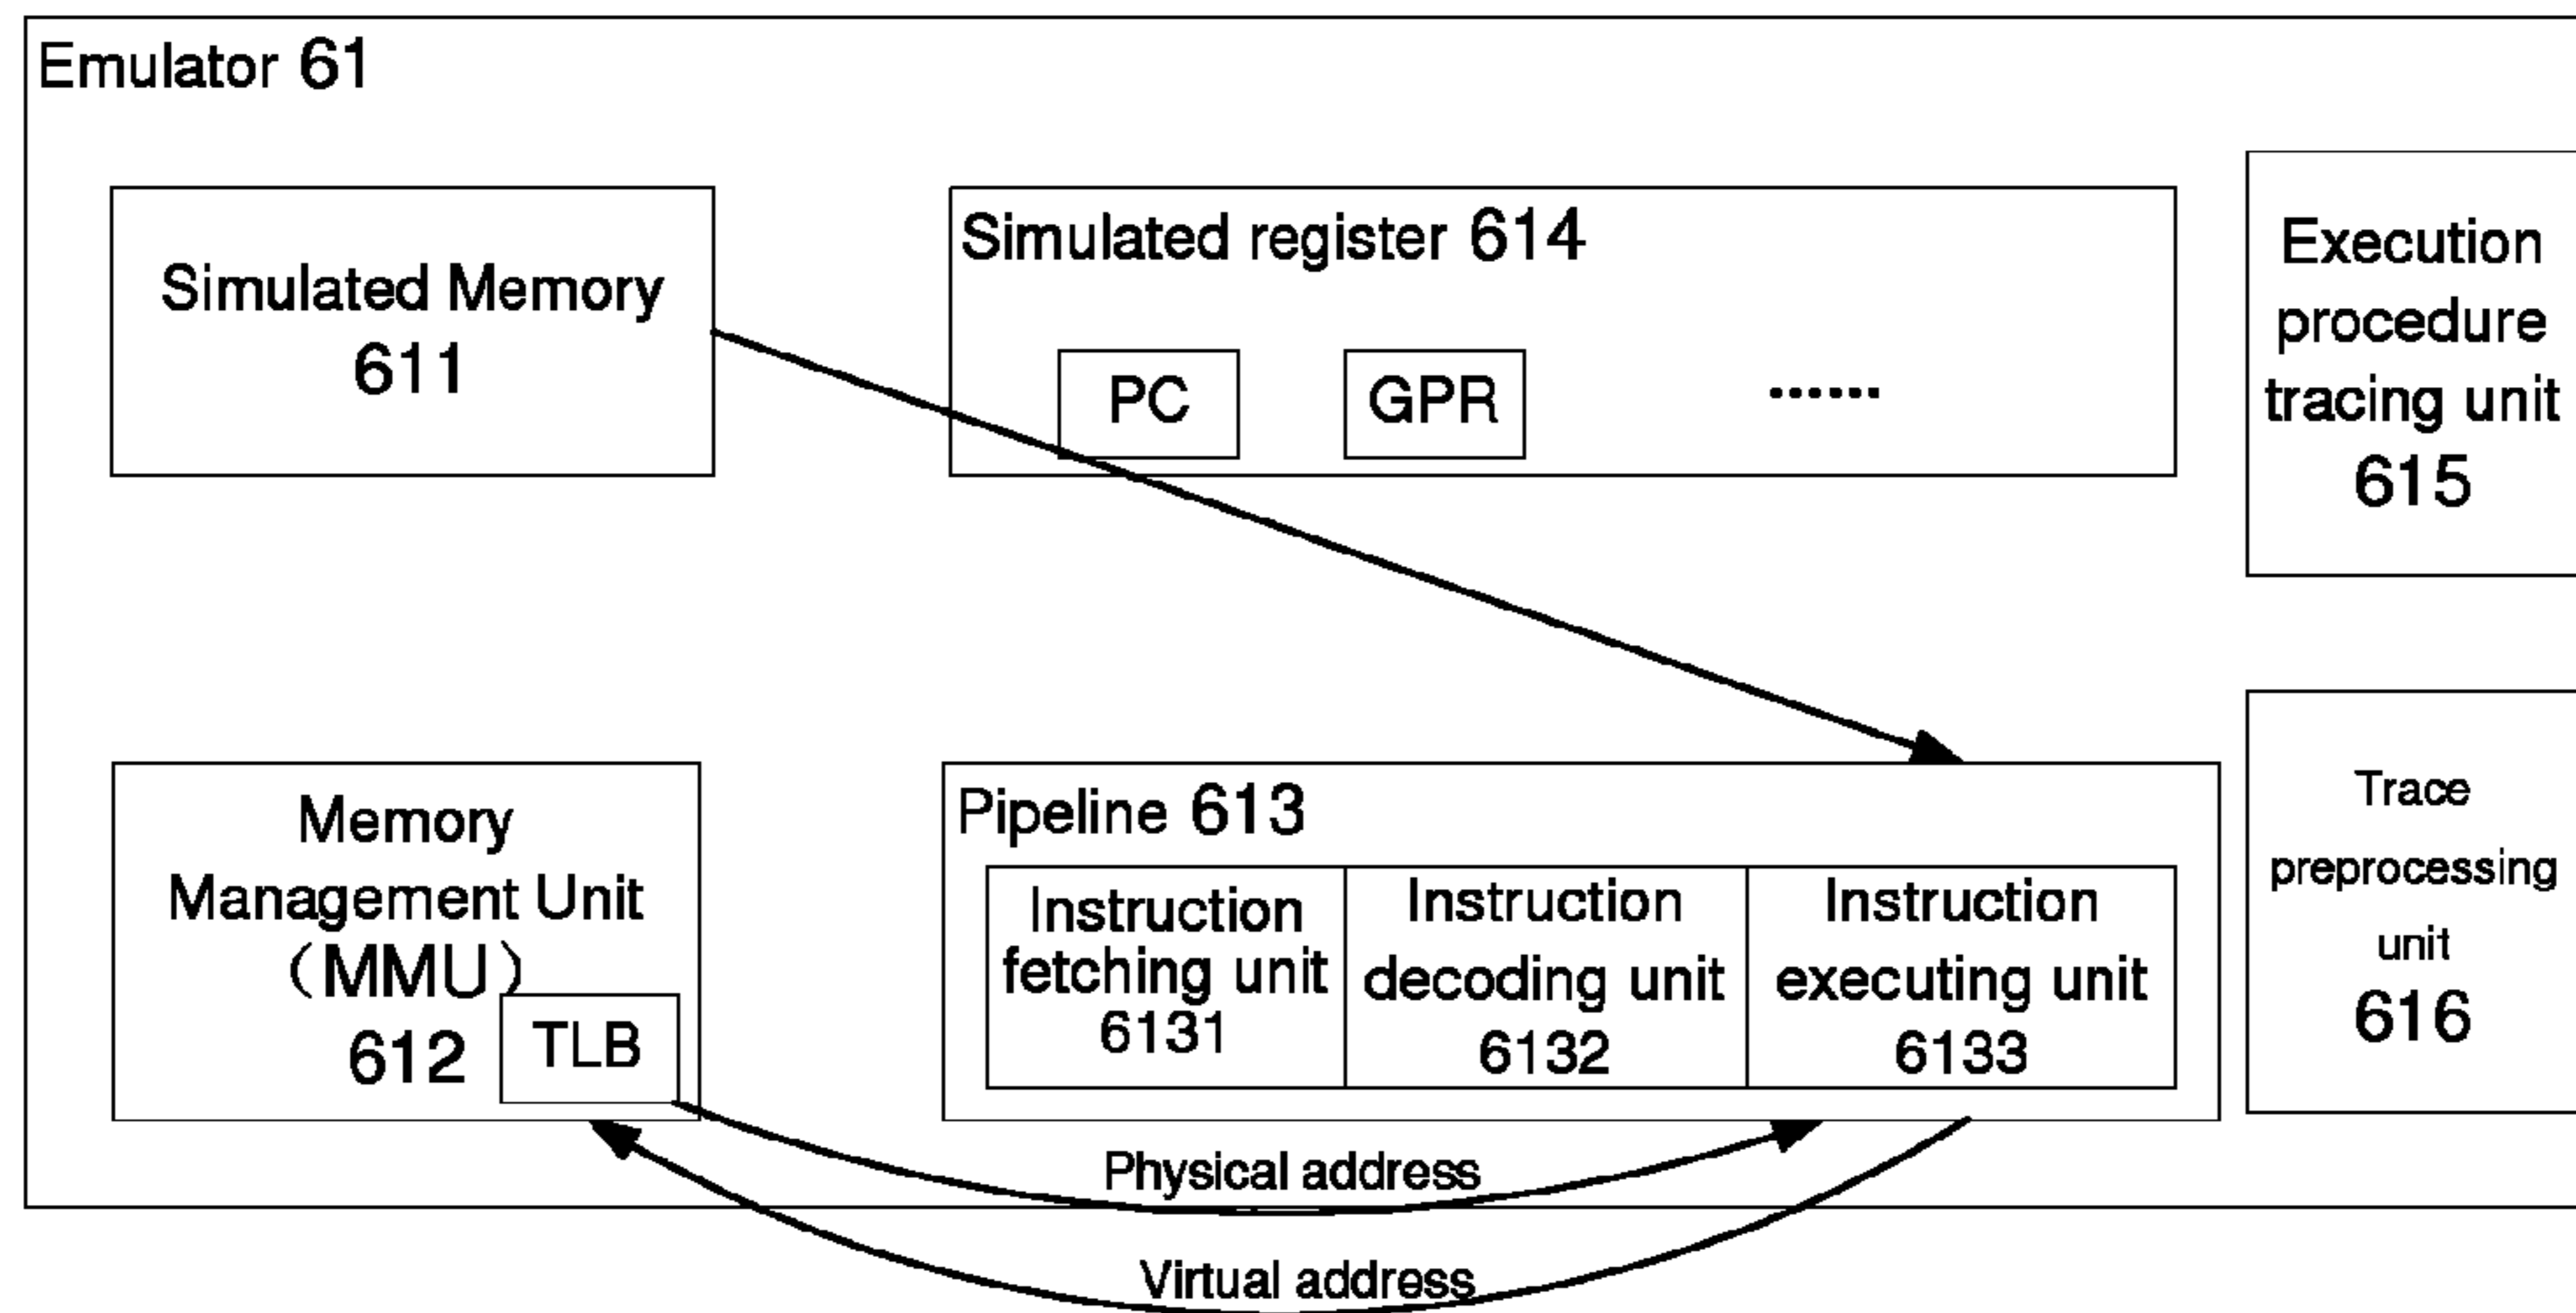 Emulator 61
Simulated Memory
611
Simulated register 614
PC
GPR
······
Execution
procedure
tracing unit
615
Memory
Management Unit
（MMU）
612
TLB
Pipeline 613
Instruction
fetching unit
6131
Instruction
decoding unit
6132
Instruction
executing unit
6133
Trace
preprocessing
unit
616
Physical address
Virtual address